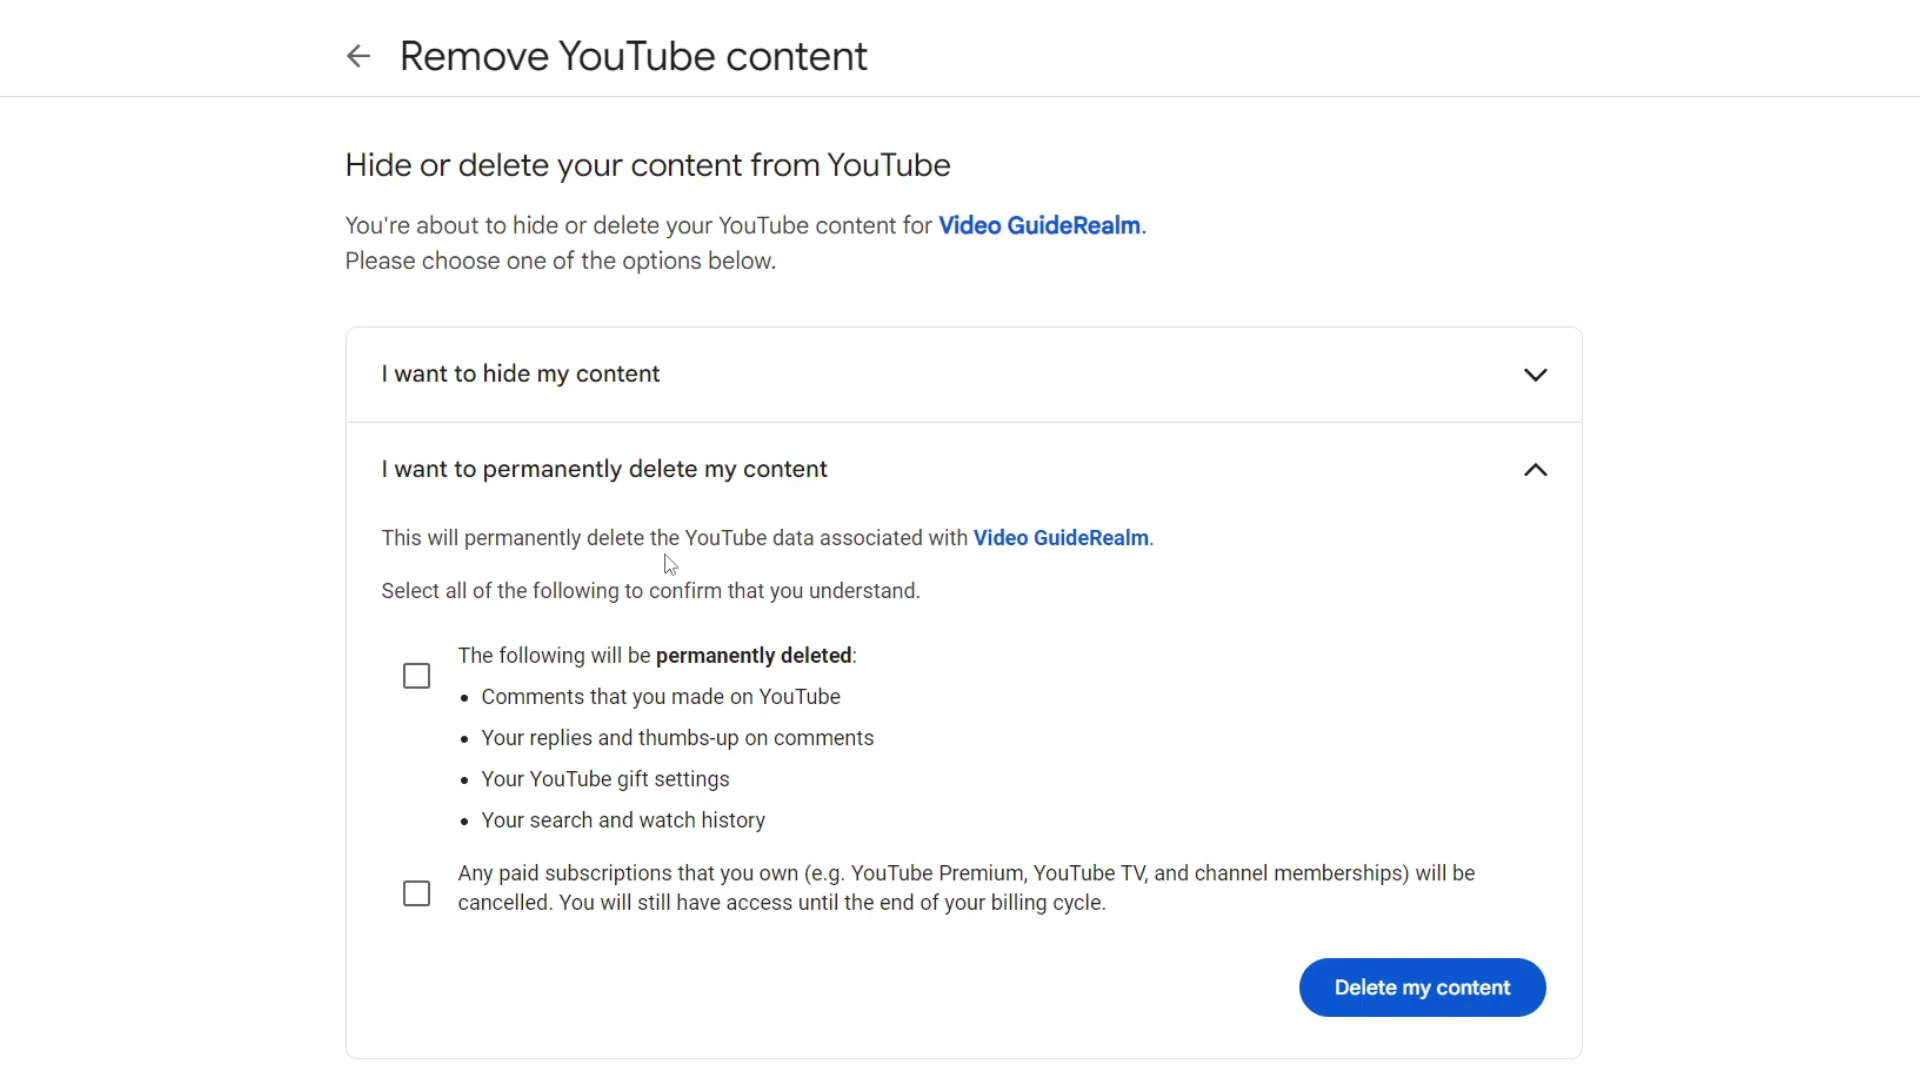 Remove YouTube content
Hide or delete your content from YouTube
You're about to hide or delete your YouTube content for Video GuideRealm.
Please choose one of the options below.
I want to hide my content
I want to permanently delete my content
This will permanently delete the YouTube data associated with Video GuideRealm.
Select all of the following to confirm that you understand.
The following will be permanently deleted:
• Comments that you made on YouTube
• Your replies and thumbs-up on comments
• Your YouTube gift settings
• Your search and watch history
Any paid subscriptions that you own (e.g. YouTube Premium, YouTube TV, and channel memberships) will be
cancelled. You will still have access until the end of your billing cycle.
Delete my content